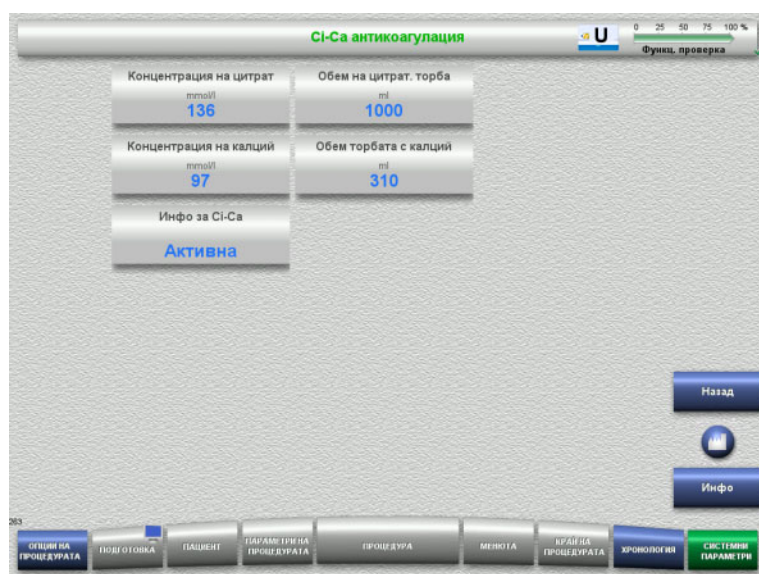 Ci-Ca антикоагулация
U
0 25 50 75 100 %
Функц. проверка
Концентрация на цитрат
mmol/l
136
Обем на цитрат. торба
ml
1000
Концентрация на калций
mmol/l
97
Обем торбата с калций
ml
310
Инфо за Ci-Ca
Активна
Назад
Инфо
263
ОПЦИИ НА
ПРОЦЕДУРАТА
ПОДГОТОВКА
ПАЦИЕНТ
ПАРАМЕТРИ НА
ПРОЦЕДУРАТА
ПРОЦЕДУРА
МЕНЮТА
КРАЙ НА
ПРОЦЕДУРАТА
ХРОНОЛОГИЯ
СИСТЕМНИ
ПАРАМЕТРИ